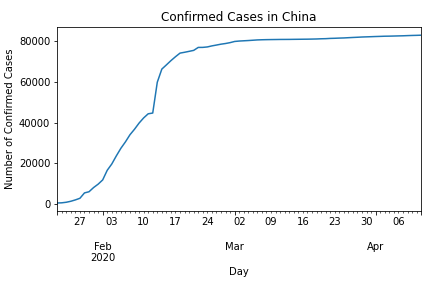 Confirmed Cases in China
Number of Confirmed Cases
80000
60000
40000
20000
0
27 03 10 17 24 02 09 16 23 30 06
Feb Mar Apr
2020
Day